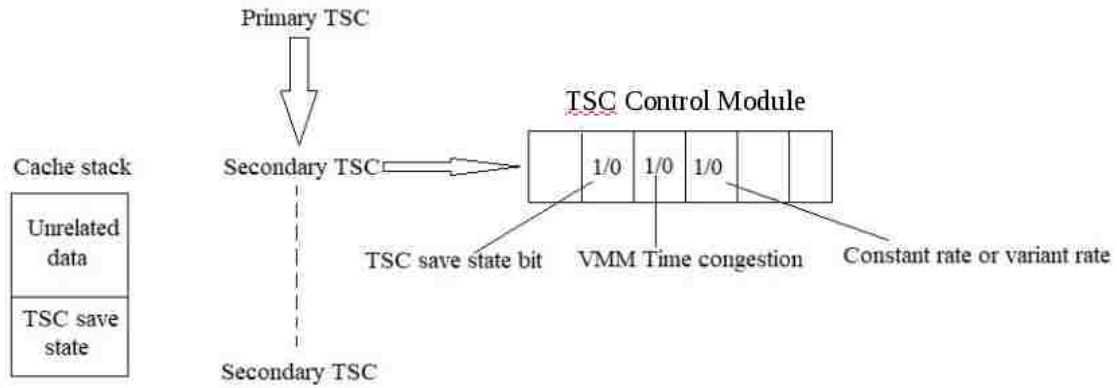 Primary TSC
TSC Control Module
Cache stack
Secondary TSC
1/0 1/0 1/0
Unrelated
data
TSC save state bit
VMM Time congestion
Constant rate or variant rate
TSC save
state
Secondary TSC